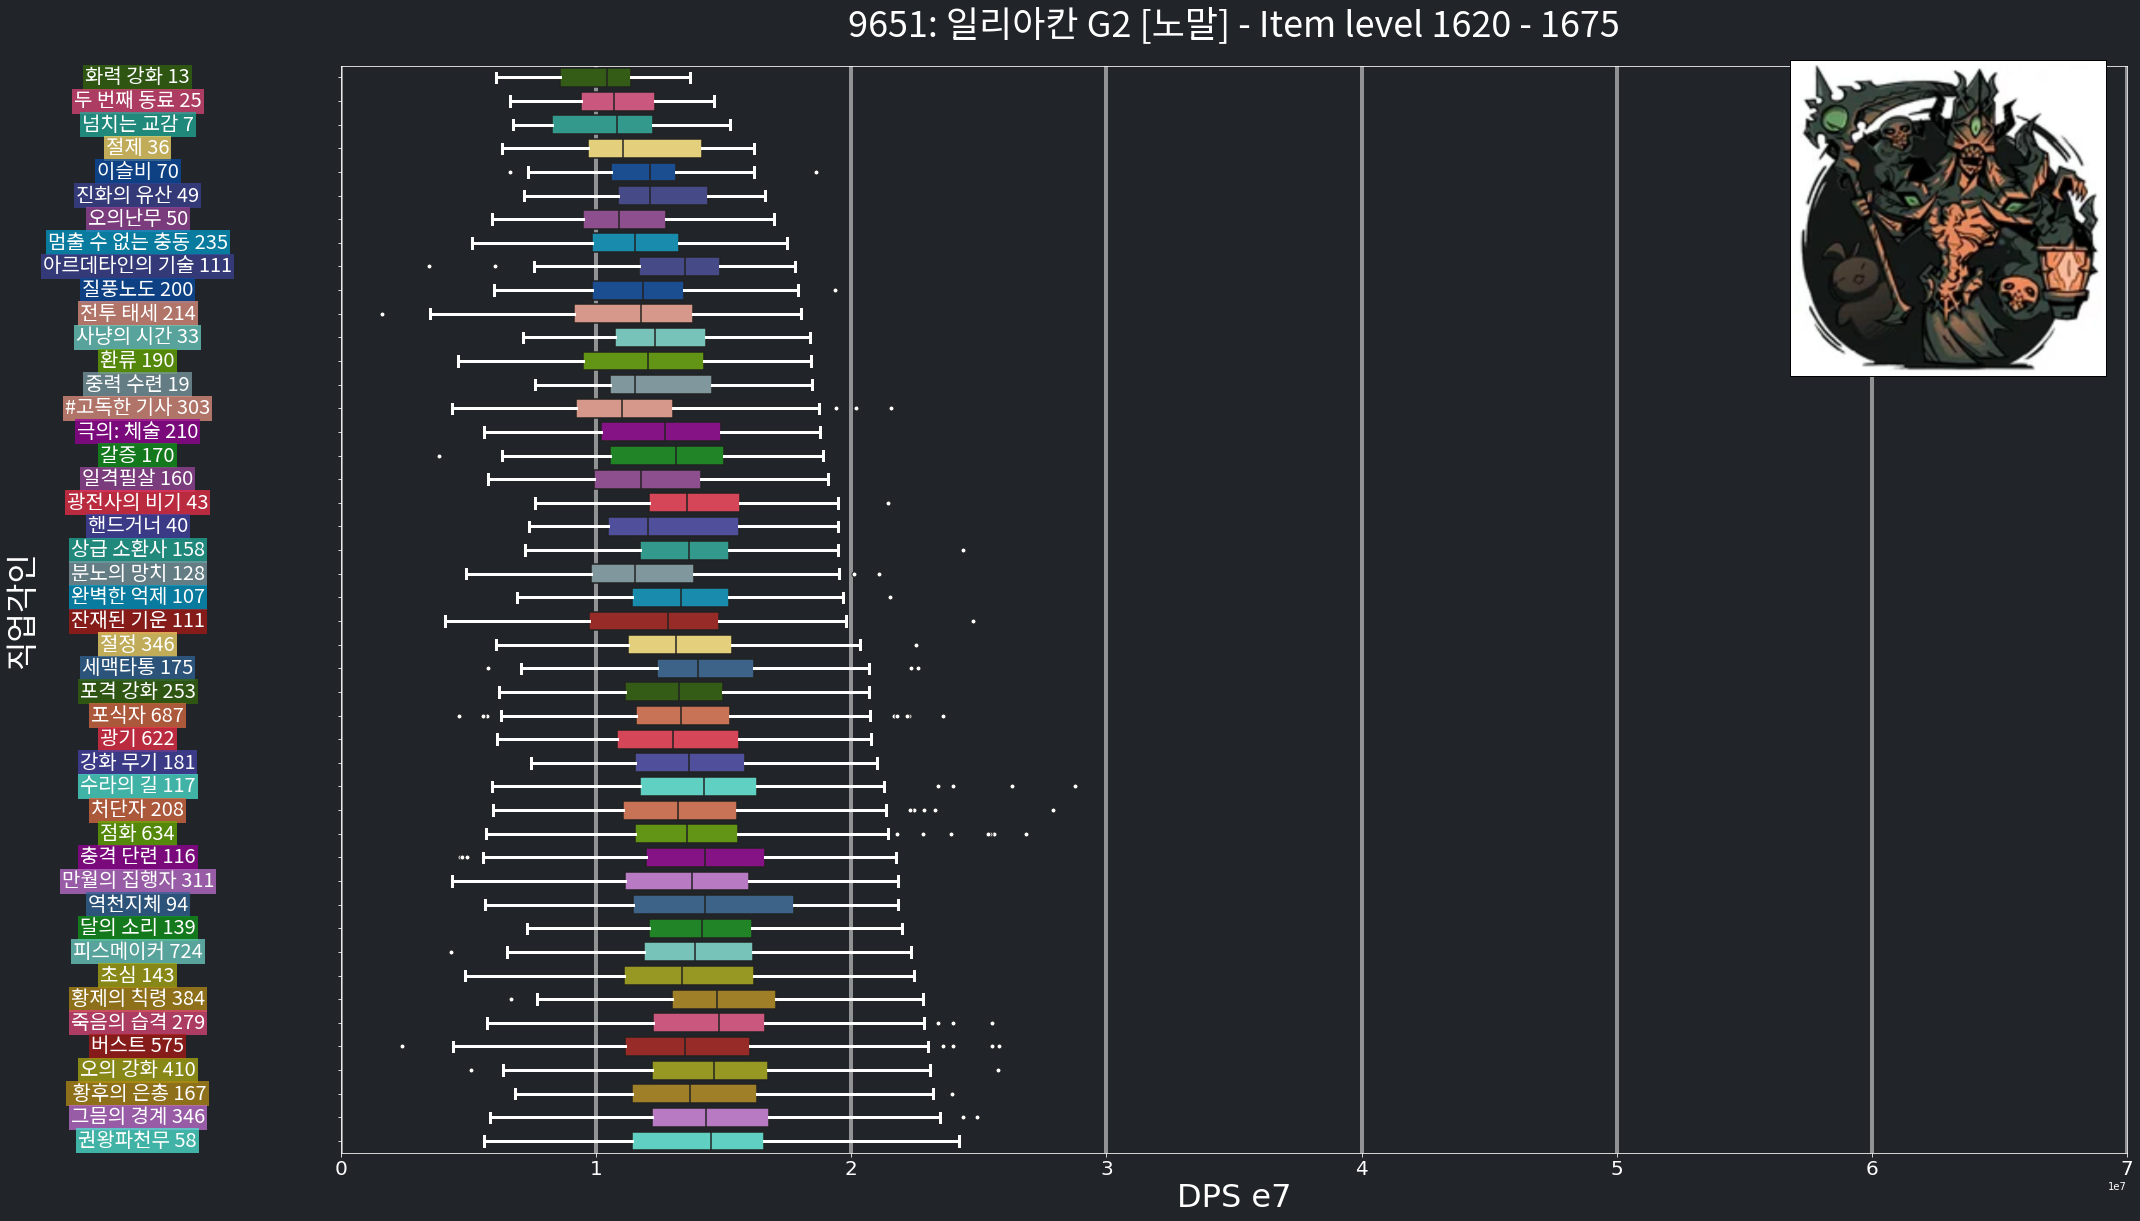 9651: 일리아칸 G2 [노말] - Item level 1620 - 1675
화력 강화 13
두 번째 동료 25
넘치는 교감 7
절제 36
이슬비 70
진화의 유산 49
오의난무 50
멈출 수 없는 충동 235
아르데타인의 기술 111
질풍노도 200
전투 태세 214
사냥의 시간 33
환류 190
중력 수련 19
#고독한 기사 303
극의: 체술 210
갈증 170
일격필살 160
광전사의 비기 43
핸드거너 40
상급 소환사 158
분노의 망치 128
완벽한 억제 107
잔재된 기운 111
절정 346
세맥타통 175
포격 강화 253
포식자 687
광기 622
강화 무기 181
수라의 길 117
처단자 208
점화 634
충격 단련 116
만월의 집행자 311
역천지체 94
달의 소리 139
피스메이커 724
초심 143
황제의 칙령 384
죽음의 습격 279
버스트 575
오의 강화 410
황후의 은총 167
그믐의 경계 346
권왕파천무 58
직업각인
0 1 2 3 4 5 6 7
1e7
DPS e7